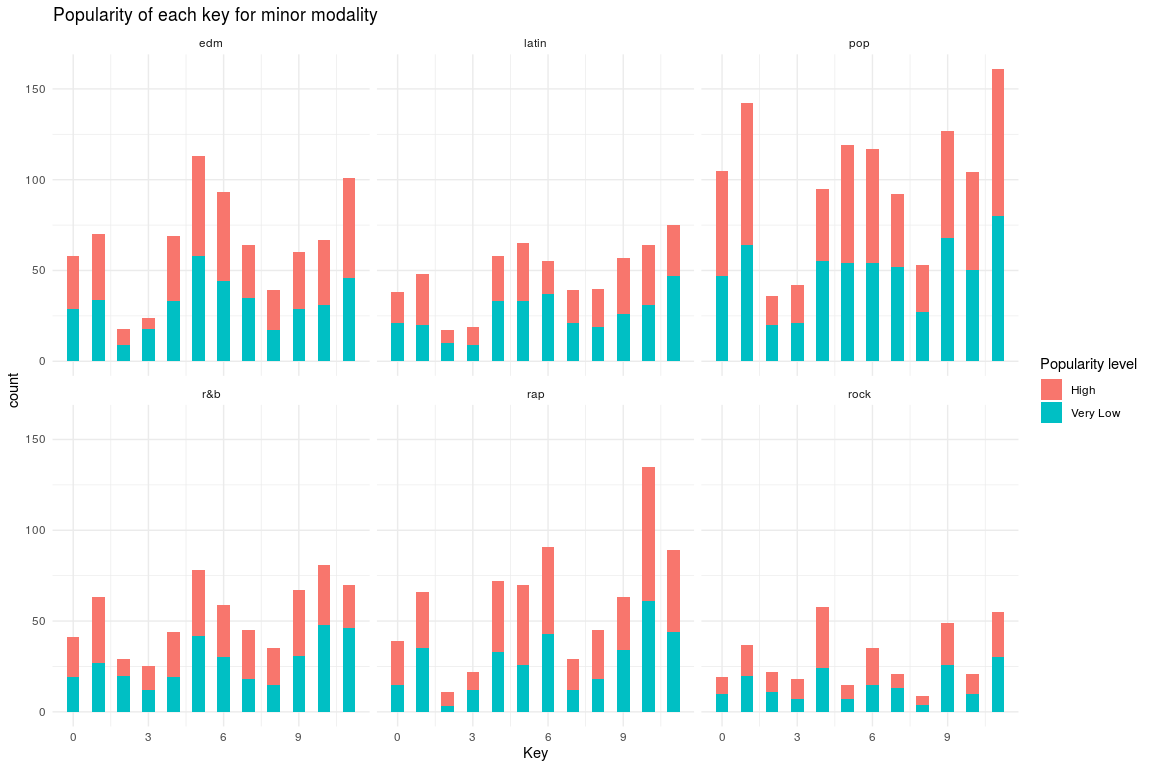 Popularity of each key for minor modality
edm
latin
pop
150
100
50
0
r&b
rap
rock
150
100
50
0
0 3 6 9
0 3 6 9
0 3 6 9
Key
count
Popularity level
High
Very Low